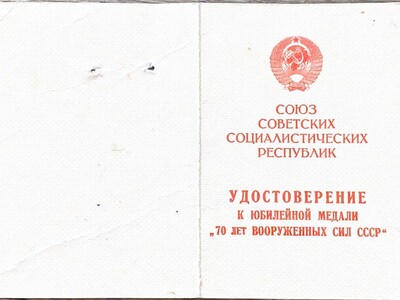 СОЮЗ
СОВЕТСКИХ
СОЦИАЛИСТИЧЕСКИХ
РЕСПУБЛИК
УДОСТОВЕРЕНИЕ
К ЮБИЛЕЙНОЙ МЕДАЛИ
„70 ЛЕТ ВООРУЖЕННЫХ СИЛ СССР“